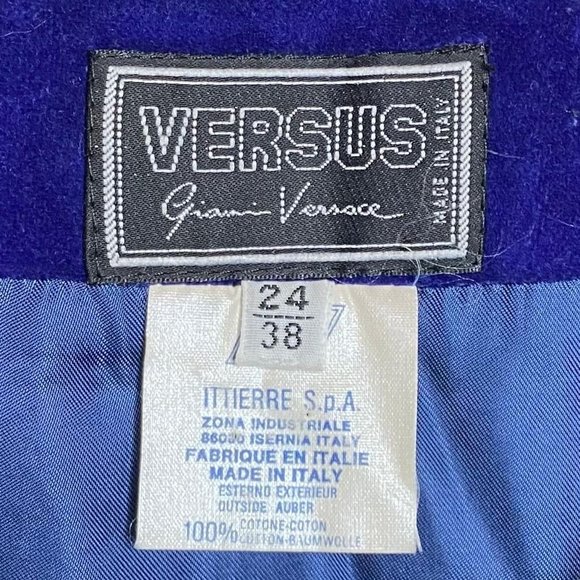 VERSUS
Gianni Versace
MADE IN ITALY
24
38
ITTIERRE S.p.A.
ZONA INDUSTRIALE
86090 ISERNIA ITALY
FABRIQUE EN ITALIE
MADE IN ITALY
ESTERNO EXTERIEUR
OUTSIDE AUBER
100% COTONE-COTON
COTTON-BAUMWOLLE